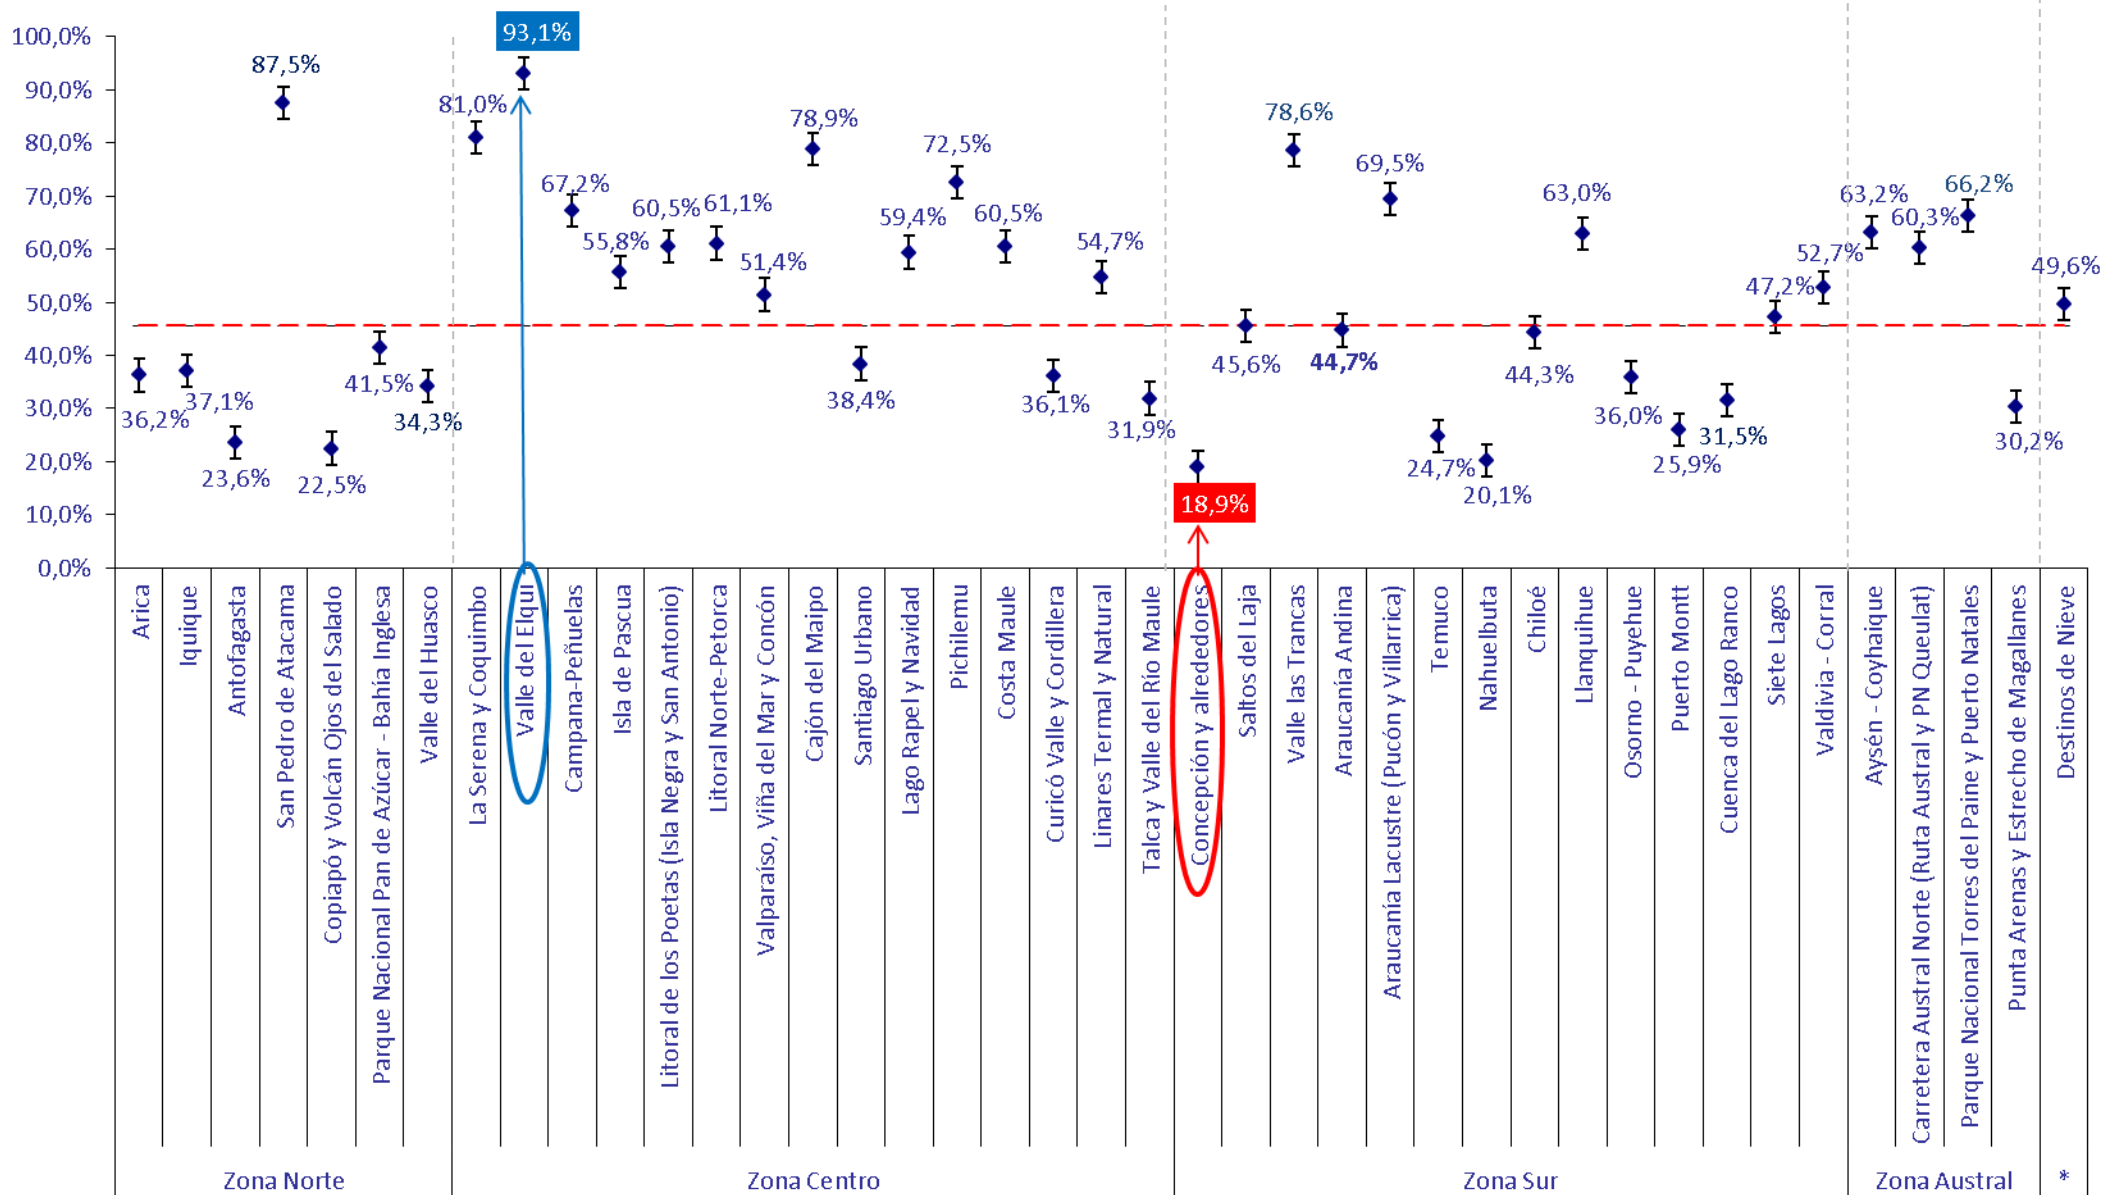 100,0%
90,0%
80,0%
70,0%
60,0%
50,0%
40,0%
30,0%
20,0%
10,0%
0,0%
36,2%
37,1%
23,6%
87,5%
22,5%
41,5%
34,3%
81,0%
93,1%
67,2%
55,8%
60,5%
61,1%
51,4%
78,9%
38,4%
59,4%
72,5%
60,5%
36,1%
54,7%
31,9%
18,9%
45,6%
78,6%
44,7%
69,5%
24,7%
20,1%
44,3%
63,0%
36,0%
25,9%
31,5%
47,2%
52,7%
63,2%
60,3%
66,2%
30,2%
49,6%
Arica
Iquique
Antofagasta
San Pedro de Atacama
Copiapó y Volcán Ojos del Salado
Parque Nacional Pan de Azúcar - Bahía Inglesa
Valle del Huasco
La Serena y Coquimbo
Valle del Elqui
Campana-Peñuelas
Isla de Pascua
Litoral de los Poetas (Isla Negra y San Antonio)
Litoral Norte-Petorca
Valparaíso, Viña del Mar y Concón
Cajón del Maipo
Santiago Urbano
Lago Rapel y Navidad
Pichilemu
Costa Maule
Curicó Valle y Cordillera
Linares Termal y Natural
Talca y Valle del Río Maule
Concepción y alrededores
Saltos del Laja
Valle las Trancas
Araucanía Andina
Araucanía Lacustre (Pucón y Villarrica)
Temuco
Nahuelbuta
Chiloé
Llanquihue
Osorno - Puyehue
Puerto Montt
Cuenca del Lago Ranco
Siete Lagos
Valdivia - Corral
Aysén - Coyhaique
Carretera Austral Norte (Ruta Austral y PN Queulat)
Parque Nacional Torres del Paine y Puerto Natales
Punta Arenas y Estrecho de Magallanes
Destinos de Nieve
Zona Norte
Zona Centro
Zona Sur
Zona Austral
*